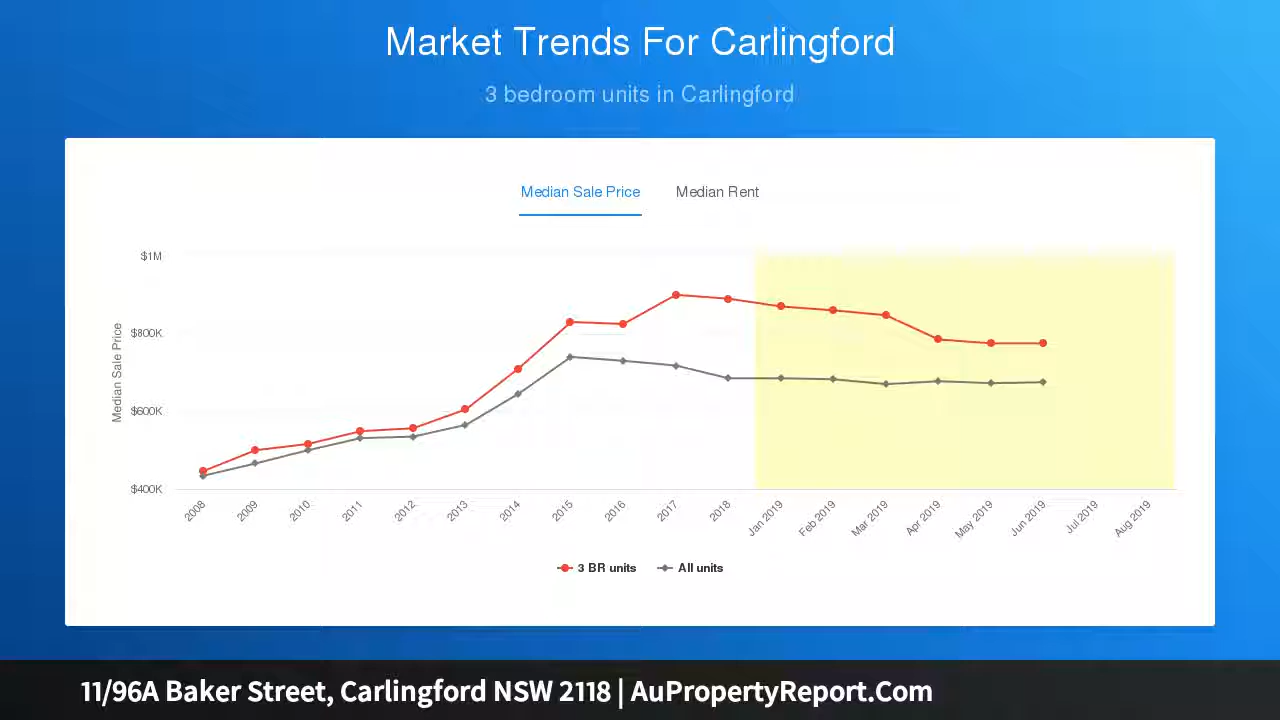 Market Trends For Carlingford
3 bedroom units in Carlingford
Median Sale Price Median Rent
Median Sale Price
$1M
$800K
$600K
$400K
2008 2009 2010 2011 2012 2013 2014 2015 2016 2017 2018 Jan 2019 Feb 2019 Mar 2019 Apr 2019 May 2019 Jun 2019 Jul 2019 Aug 2019
3 BR units All units
11/96A Baker Street, Carlingford NSW 2118 | AuPropertyReport.Com